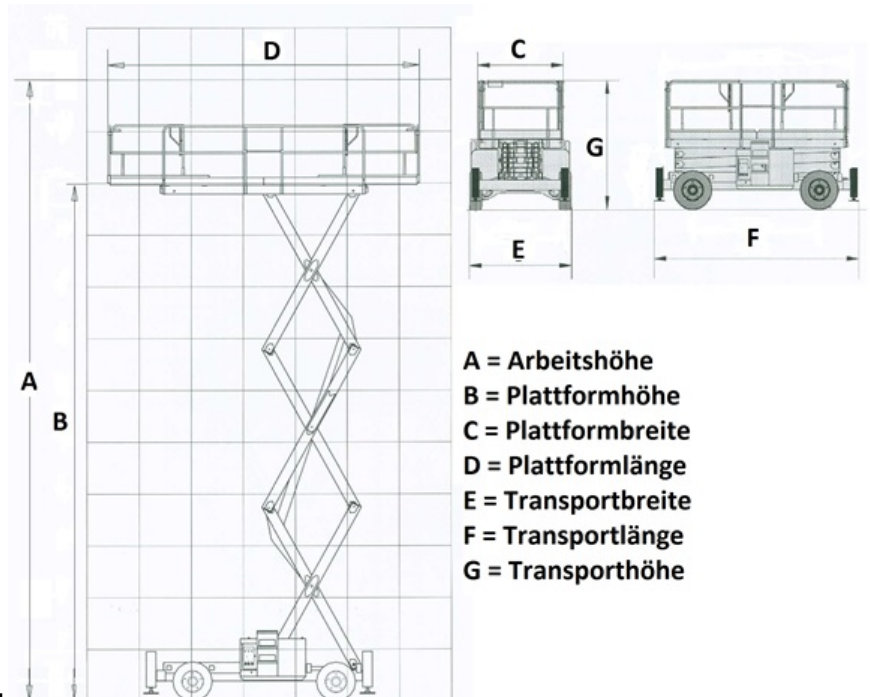 D
C
G
F
E
A
B
A = Arbeitshöhe
B = Plattformhöhe
C = Plattformbreite
D = Plattformlänge
E = Transportbreite
F = Transportlänge
G = Transporthöhe